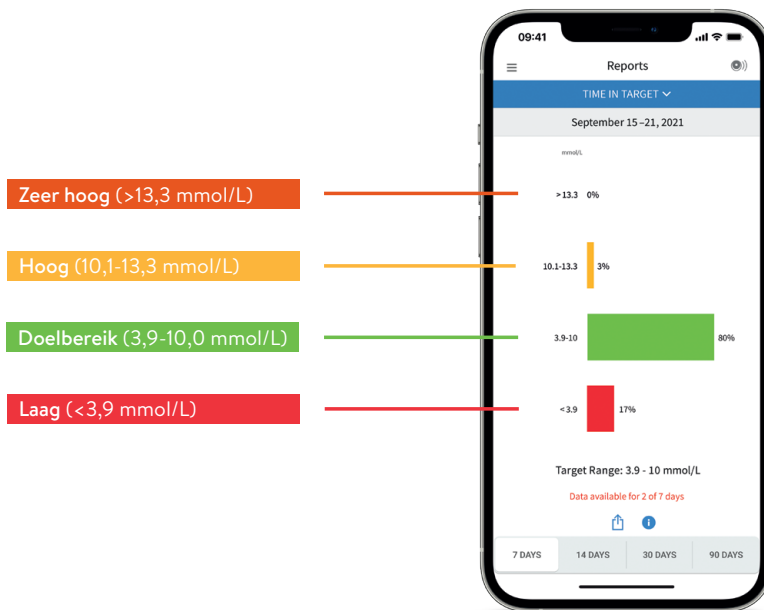 09:41
Reports
TIME IN TARGET
September 15–21, 2021
mmol/L
Zeer hoog (>13,3 mmol/L)
>13.3 0%
Hoog (10,1-13,3 mmol/L)
10.1-13.3 3%
Doelbereik (3,9-10,0 mmol/L)
3.9-10 80%
Laag (<3,9 mmol/L)
<3.9 17%
Target Range: 3.9 - 10 mmol/L
Data available for 2 of 7 days
7 DAYS 14 DAYS 30 DAYS 90 DAYS